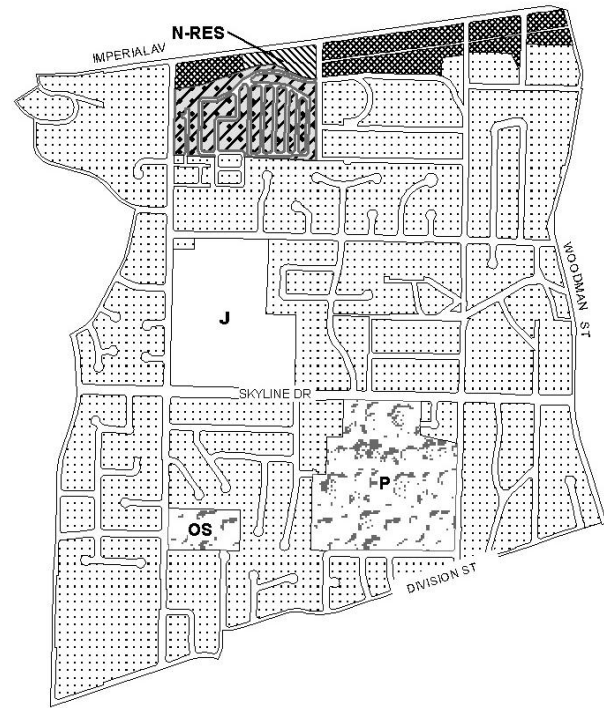 N-RES
IMPERIAL AV
WOODMAN ST
J
SKYLINE DR
P
OS
DIVISION ST